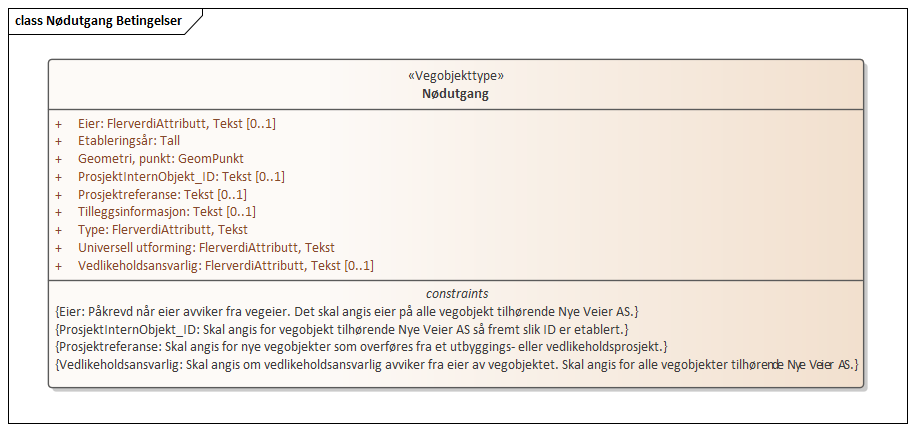 class Nødutgang Betingelser
«Vegobjekttype»
Nødutgang
+ Eier: FlerverdiAttributt, Tekst [0..1]
+ Etableringsår: Tall
+ Geometri, punkt: GeomPunkt
+ ProsjektInternObjekt_ID: Tekst [0..1]
+ Prosjektreferanse: Tekst [0..1]
+ Tilleggsinformasjon: Tekst [0..1]
+ Type: FlerverdiAttributt, Tekst
+ Universell utforming: FlerverdiAttributt, Tekst
+ Vedlikeholdsansvarlig: FlerverdiAttributt, Tekst [0..1]
constraints
{Eier: Påkrevd når eier avviker fra vegeier. Det skal angis eier på alle vegobjekt tilhørende Nye Veier AS.}
{ProsjektInternObjekt_ID: Skal angis for vegobjekt tilhørende Nye Veier AS så fremt slik ID er etablert.}
{Prosjektreferanse: Skal angis for nye vegobjekter som overføres fra et utbyggings- eller vedlikeholdsprosjekt.}
{Vedlikeholdsansvarlig: Skal angis om vedlikeholdsansvarlig avviker fra eier av vegobjektet. Skal angis for alle vegobjekter tilhørende Nye Veier AS.}